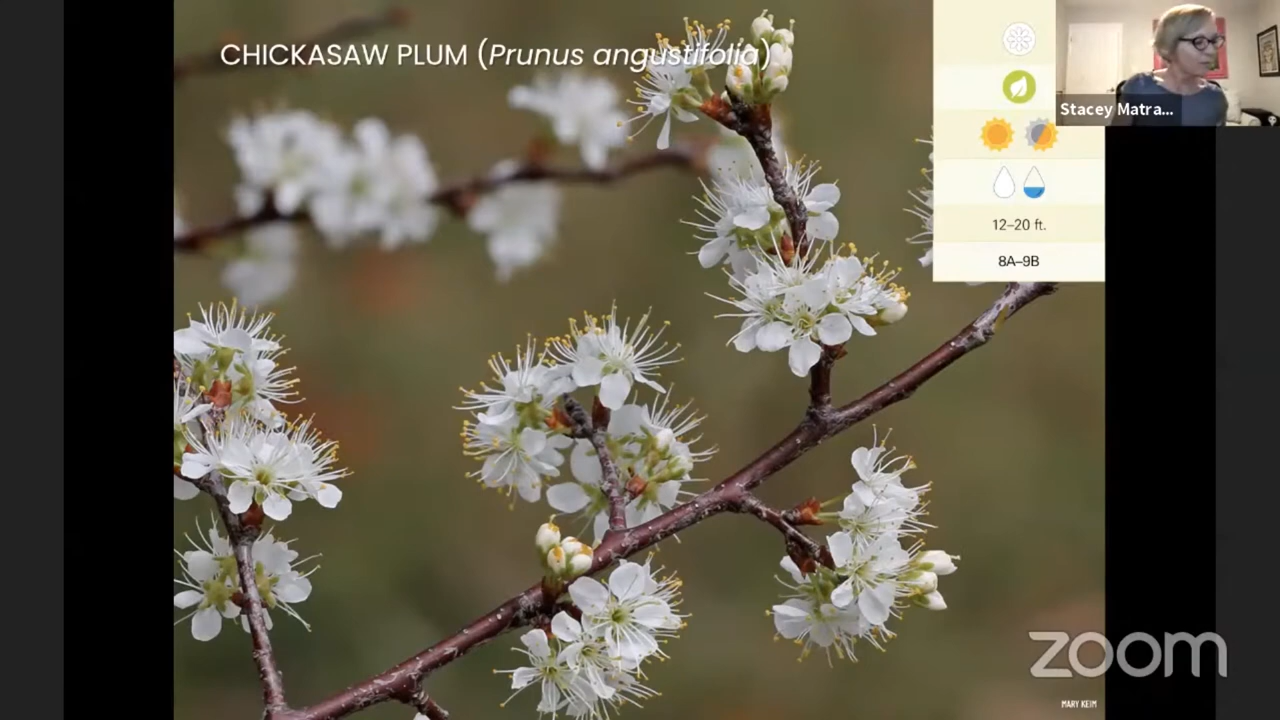 CHICKASAW PLUM (Prunus angustifolia)
Stacey Matra...
12–20 ft.
8A–9B
zoom
MARY KEIM